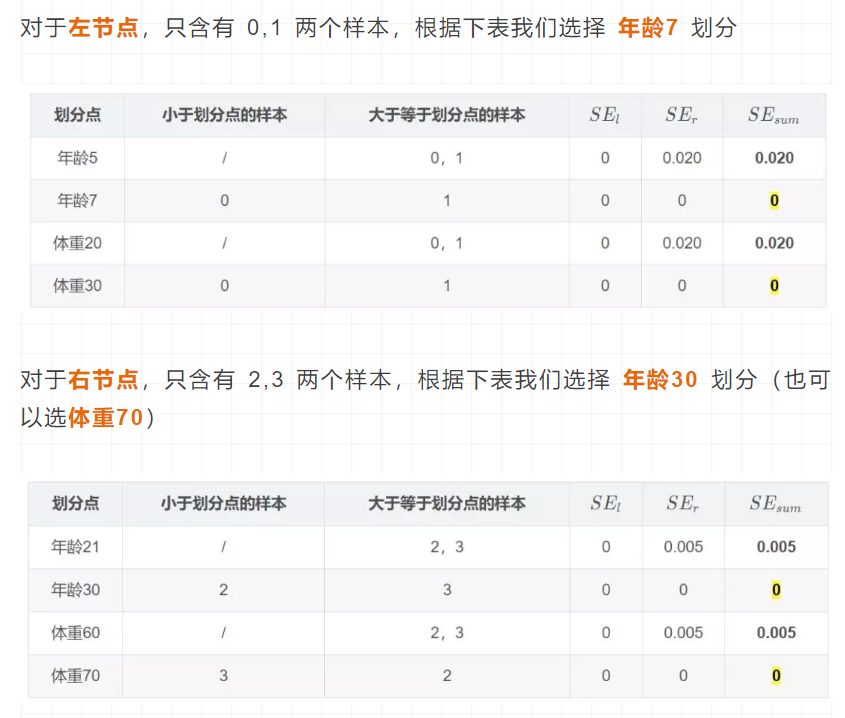 对于左节点，只含有 0,1 两个样本，根据下表我们选择 年龄7 划分
划分点 小于划分点的样本 大于等于划分点的样本 SEl SEr SEsum
年龄5 / 0，1 0 0.020 0.020
年龄7 0 1 0 0 0
体重20 / 0，1 0 0.020 0.020
体重30 0 1 0 0 0
对于右节点，只含有 2,3 两个样本，根据下表我们选择 年龄30 划分（也可
以选体重70）
划分点 小于划分点的样本 大于等于划分点的样本 SEl SEr SEsum
年龄21 / 2，3 0 0.005 0.005
年龄30 2 3 0 0 0
体重60 / 2，3 0 0.005 0.005
体重70 3 2 0 0 0